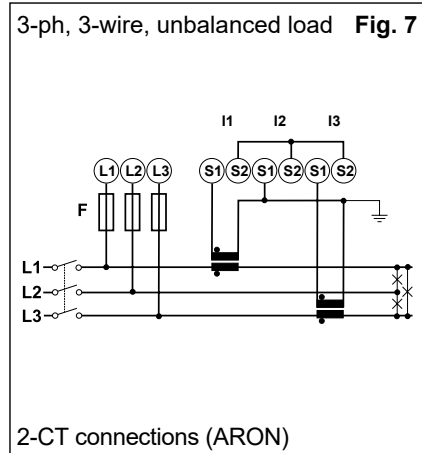 3-ph, 3-wire, unbalanced load Fig. 7
I1 I2 I3
L1 L2 L3 S1 S2 S1 S2 S1 S2
F
L1
L2
L3
2-CT connections (ARON)